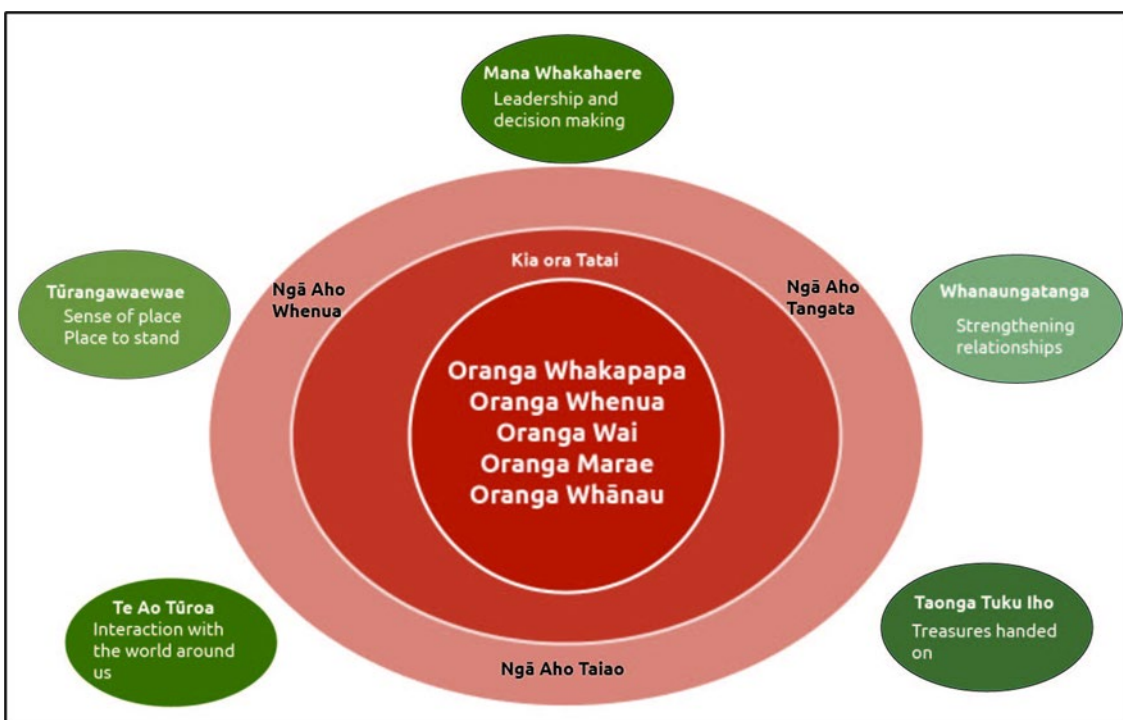 Mana Whakahaere
Leadership and
decision making
Kia ora Tatai
Tūrangawaewae
Sense of place
Place to stand
Ngā Aho
Whenua
Ngā Aho
Tangata
Whanaungatanga
Strengthening
relationships
Oranga Whakapapa
Oranga Whenua
Oranga Wai
Oranga Marae
Oranga Whānau
Te Ao Tūroa
Interaction with
the world around
us
Taonga Tuku Iho
Treasures handed
on
Ngā Aho Taiao